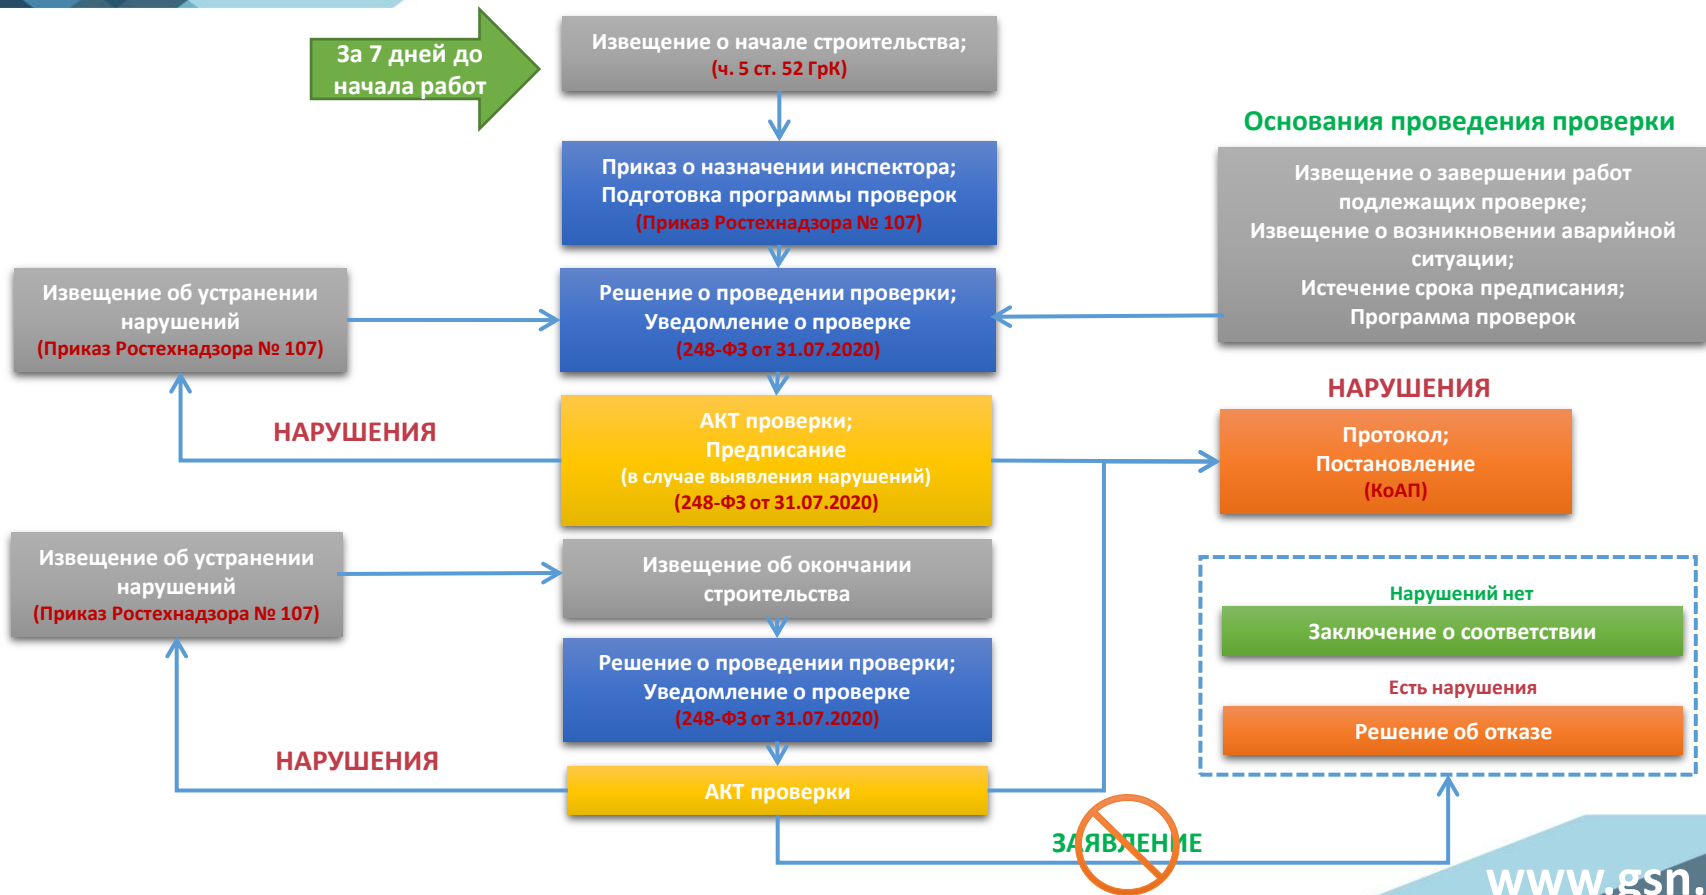 За 7 дней до
начала работ
Извещение о начале строительства;
(ч. 5 ст. 52 ГрК)
Приказ о назначении инспектора;
Подготовка программы проверок
(Приказ Ростехнадзора № 107)
Основания проведения проверки
Извещение о завершении работ
подлежащих проверке;
Извещение о возникновении аварийной
ситуации;
Истечение срока предписания;
Программа проверок
Извещение об устранении
нарушений
(Приказ Ростехнадзора № 107)
Решение о проведении проверки;
Уведомление о проверке
(248-ФЗ от 31.07.2020)
НАРУШЕНИЯ
АКТ проверки;
Предписание
(в случае выявления нарушений)
(248-ФЗ от 31.07.2020)
НАРУШЕНИЯ
Протокол;
Постановление
(КоАП)
Извещение об устранении
нарушений
(Приказ Ростехнадзора № 107)
Извещение об окончании
строительства
Решение о проведении проверки;
Уведомление о проверке
(248-ФЗ от 31.07.2020)
Нарушений нет
Заключение о соответствии
Есть нарушения
Решение об отказе
НАРУШЕНИЯ
АКТ проверки
ЗАЯВЛЕНИЕ
www.gsn.